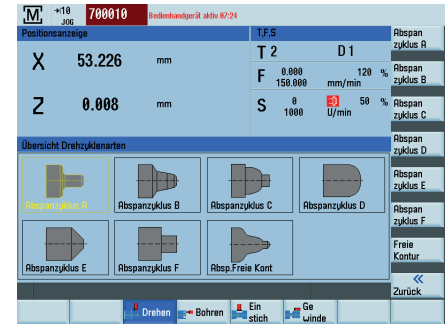 M →10 JOG 700010 Bedienhandgerät aktiv 07:24
Positionsanzeige
X 53.226 mm
Z 0.008 mm
T,F,S
T 2 D 1
F 0.000 120 %
150.000 mm/min
S 0 50 %
1000 U/min
Übersicht Drehzyklenarten
Abspanzyklus A
Abspanzyklus B
Abspanzyklus C
Abspanzyklus D
Abspanzyklus E
Abspanzyklus F
Absp.Freie Kont
Abspan
zyklus A
Abspan
zyklus B
Abspan
zyklus C
Abspan
zyklus D
Abspan
zyklus E
Abspan
zyklus F
Freie
Kontur
«
Zurück
Drehen
Bohren
Ein
stich
Ge
winde